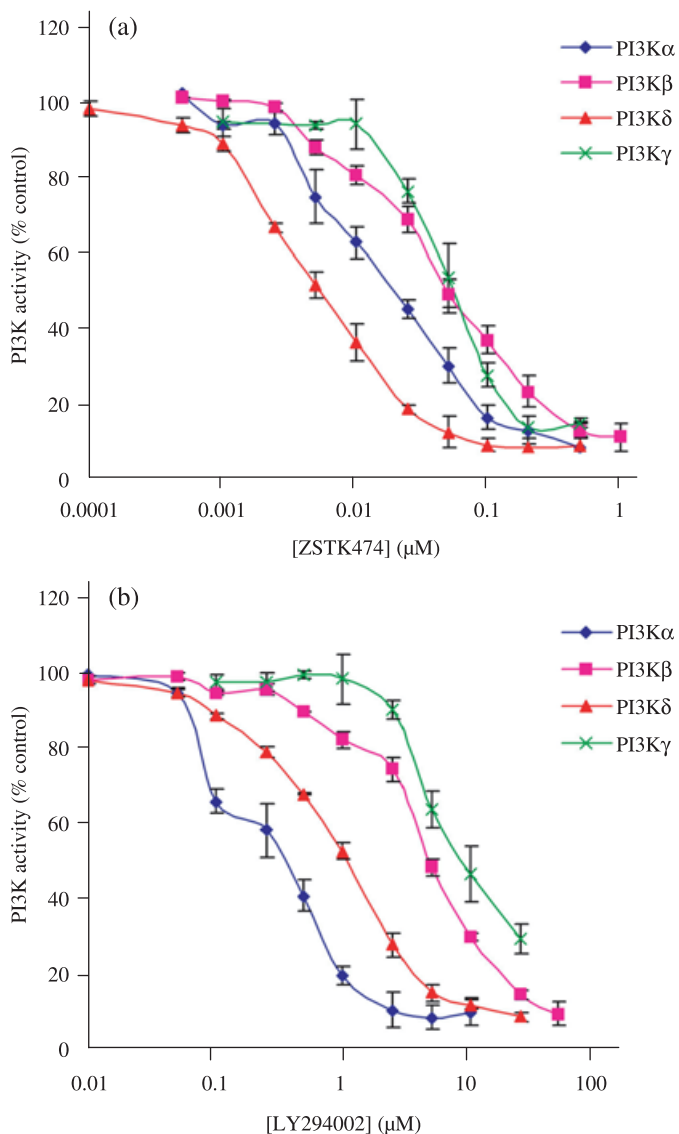 (a)
PI3Kα
PI3Kβ
PI3Kδ
PI3Kγ
120
100
80
60
40
20
0
PI3K activity (% control)
0.0001 0.001 0.01 0.1 1
[ZSTK474] (μM)
(b)
PI3Kα
PI3Kβ
PI3Kδ
PI3Kγ
120
100
80
60
40
20
0
PI3K activity (% control)
0.01 0.1 1 10 100
[LY294002] (μM)